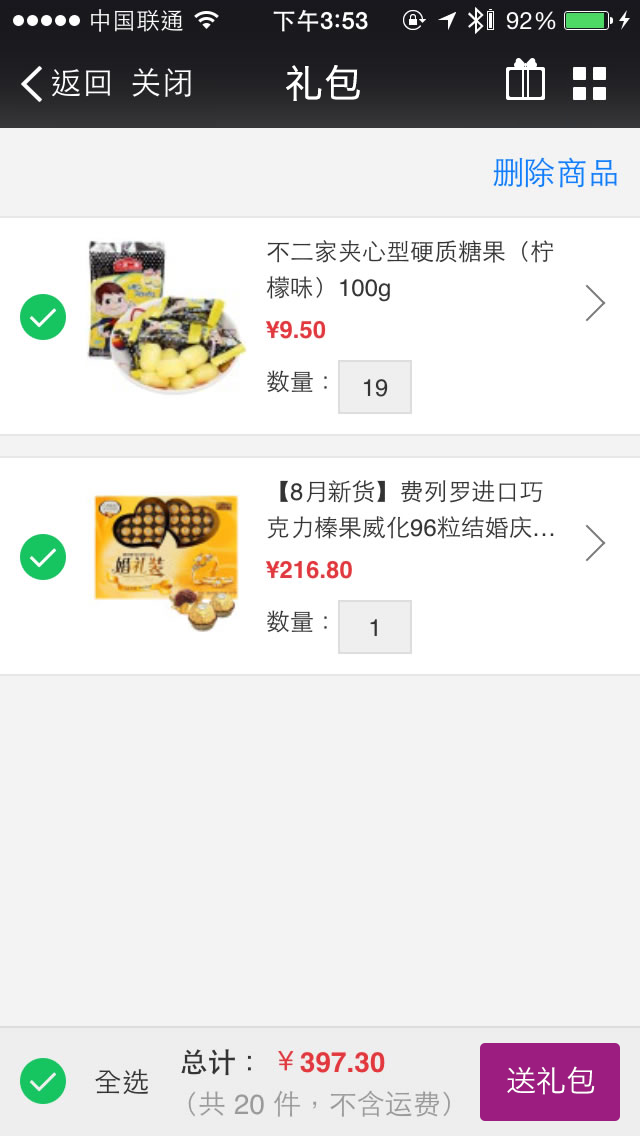 中国联通 下午3:53 92%
返回 关闭 礼包
删除商品
不二家夹心型硬质糖果（柠
檬味）100g
¥9.50
数量：19
【8月新货】费列罗进口巧
克力榛果威化96粒结婚庆…
¥216.80
婚礼装
数量：1
全选 总计：￥397.30
（共 20 件，不含运费）
送礼包